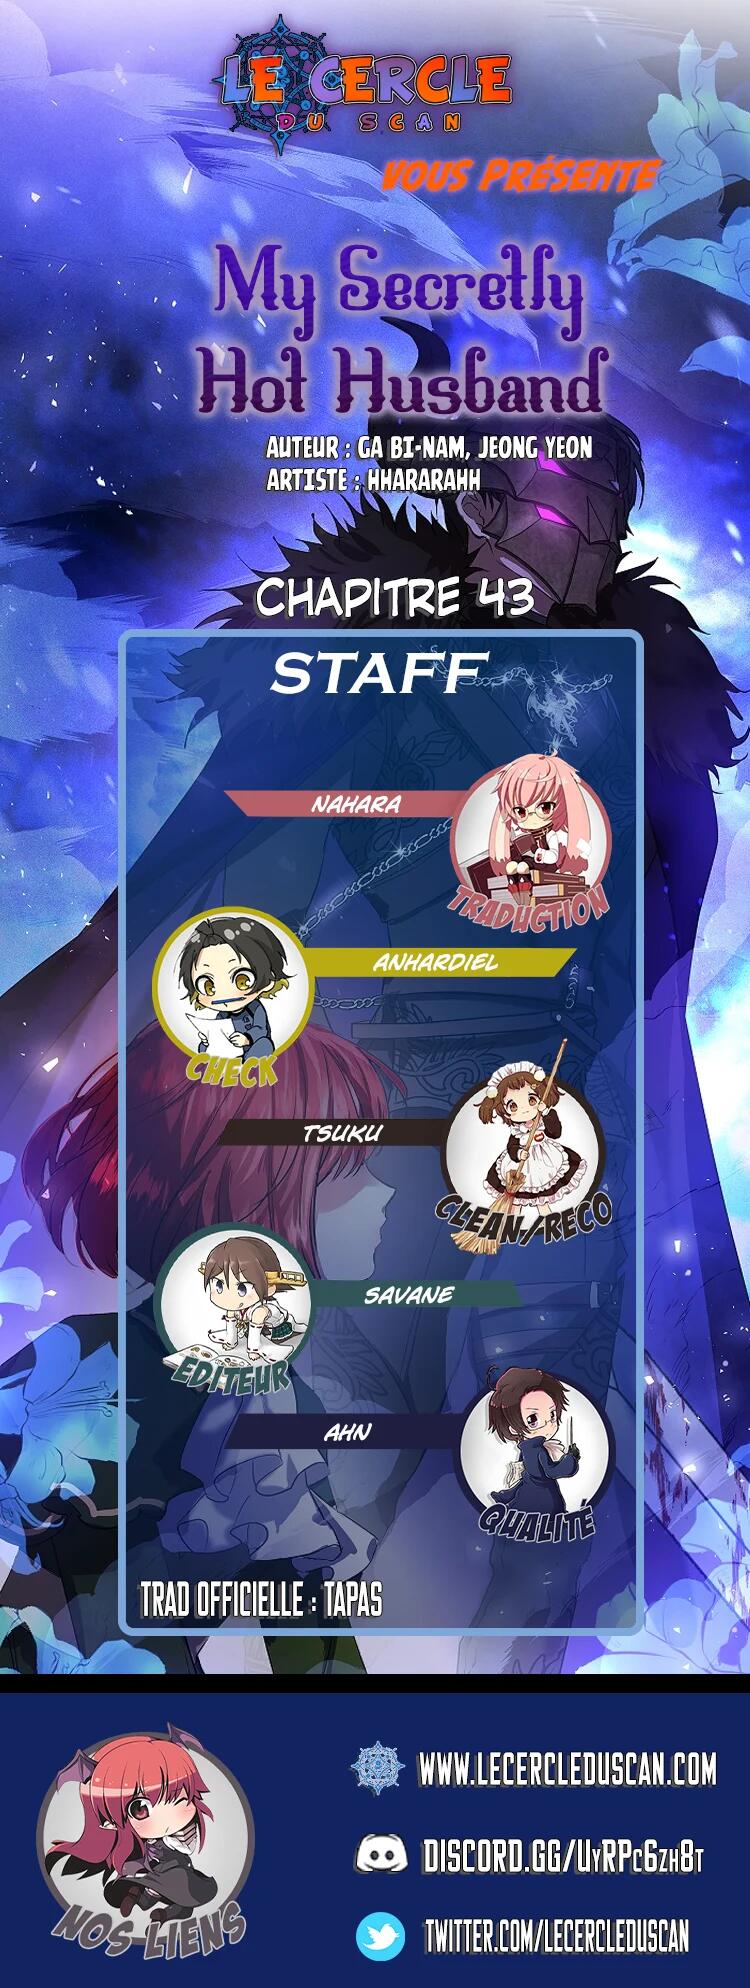 LE CERCLE
DU SCAN
VOUS PRÉSENTE
My Secretly
Hot Husband
AUTEUR : GA BI-NAM, JEONG YEON
ARTISTE : HHARARAHH
CHAPITRE 43
STAFF
NAHARA
TRADUCTION
ANHARDIEL
CHECK
TSUKU
CLEAN/RECO
SAVANE
EDITEUR
AHN
QUALITÉ
TRAD OFFICIELLE : TAPAS
NOS LIENS
WWW.LECERCLEDUSCAN.COM
DISCORD.GG/UyRPc6zh8t
TWITTER.COM/LECERCLEDUSCAN